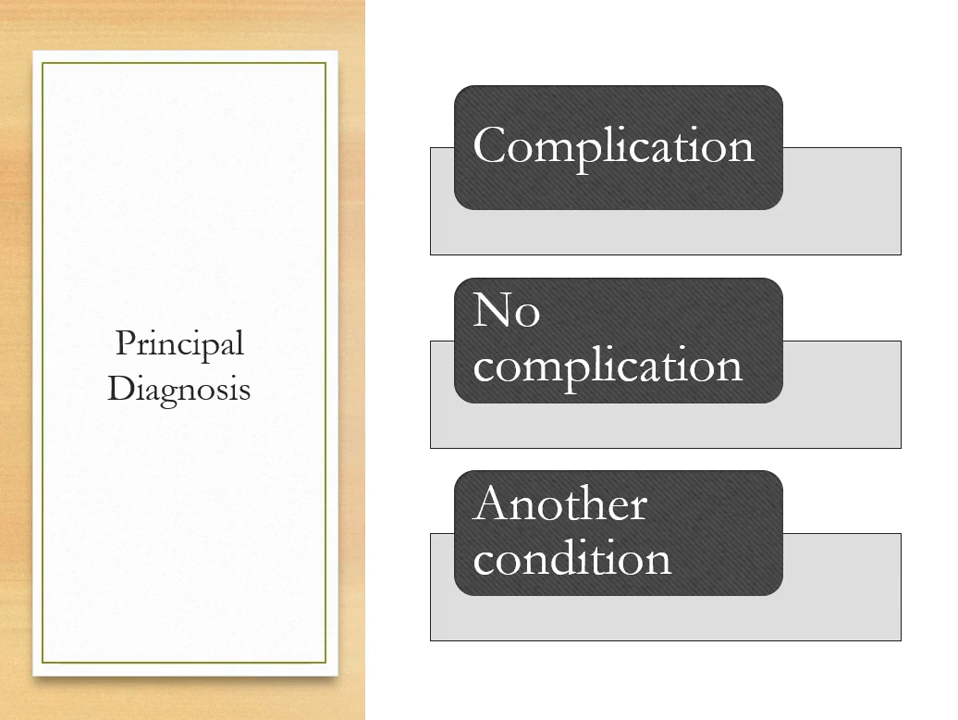 Principal
Diagnosis
Complication
No
complication
Another
condition